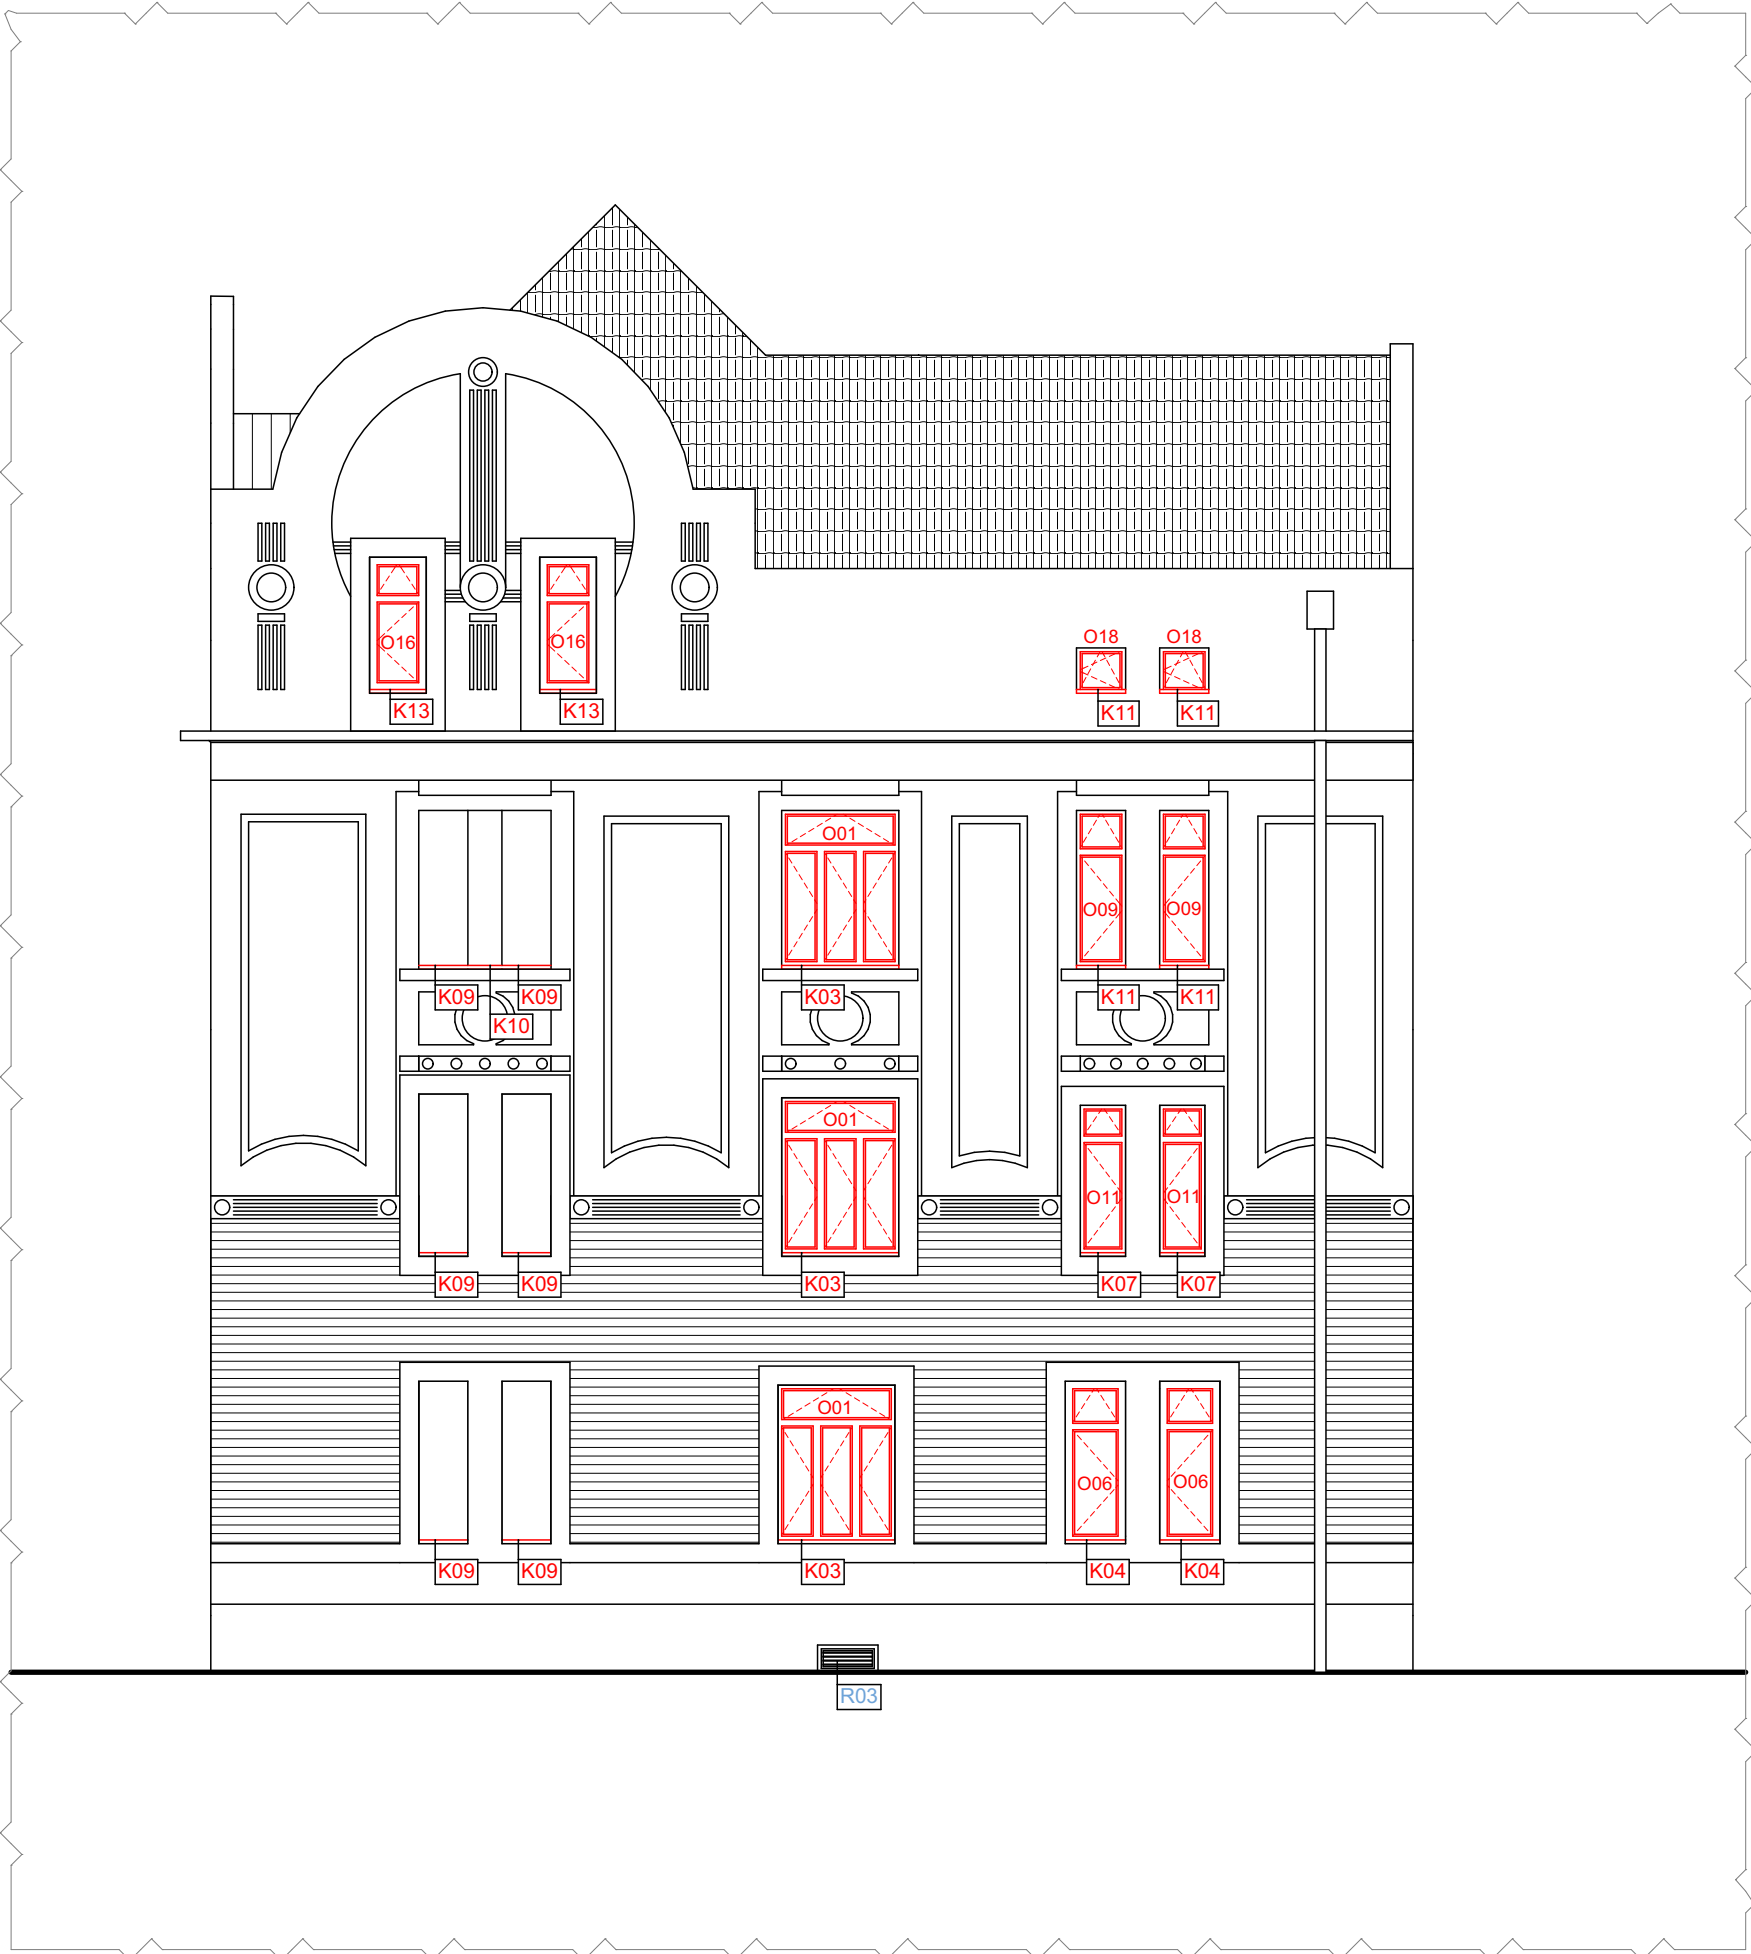 O18 O18
O16 O16
K13 K13 K11 K11
O01
O09 O09
K09 K09 K03 K11 K11
K10
O01
O11 O11
K09 K09 K03 K07 K07
O01
O06 O06
K09 K09 K03 K04 K04
R03